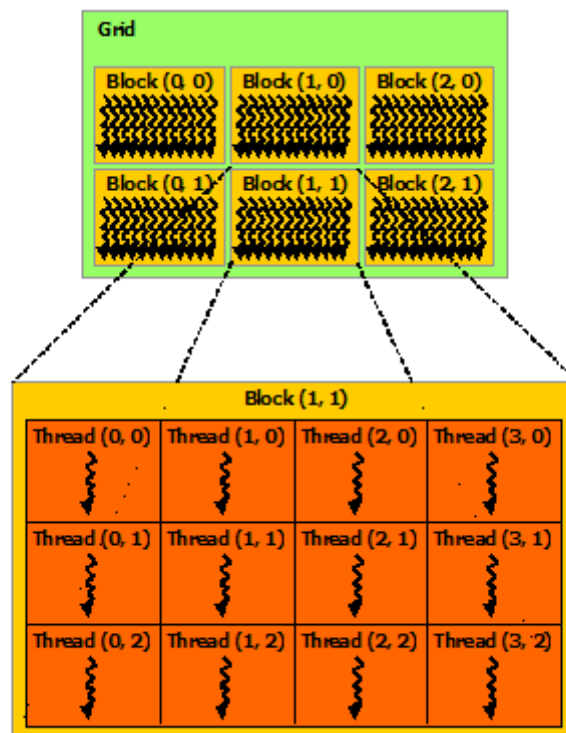 Grid
Block (0, 0) Block (1, 0) Block (2, 0)
Block (0, 1) Block (1, 1) Block (2, 1)
Block (1, 1)
Thread (0, 0) Thread (1, 0) Thread (2, 0) Thread (3, 0)
Thread (0, 1) Thread (1, 1) Thread (2, 1) Thread (3, 1)
Thread (0, 2) Thread (1, 2) Thread (2, 2) Thread (3, 2)